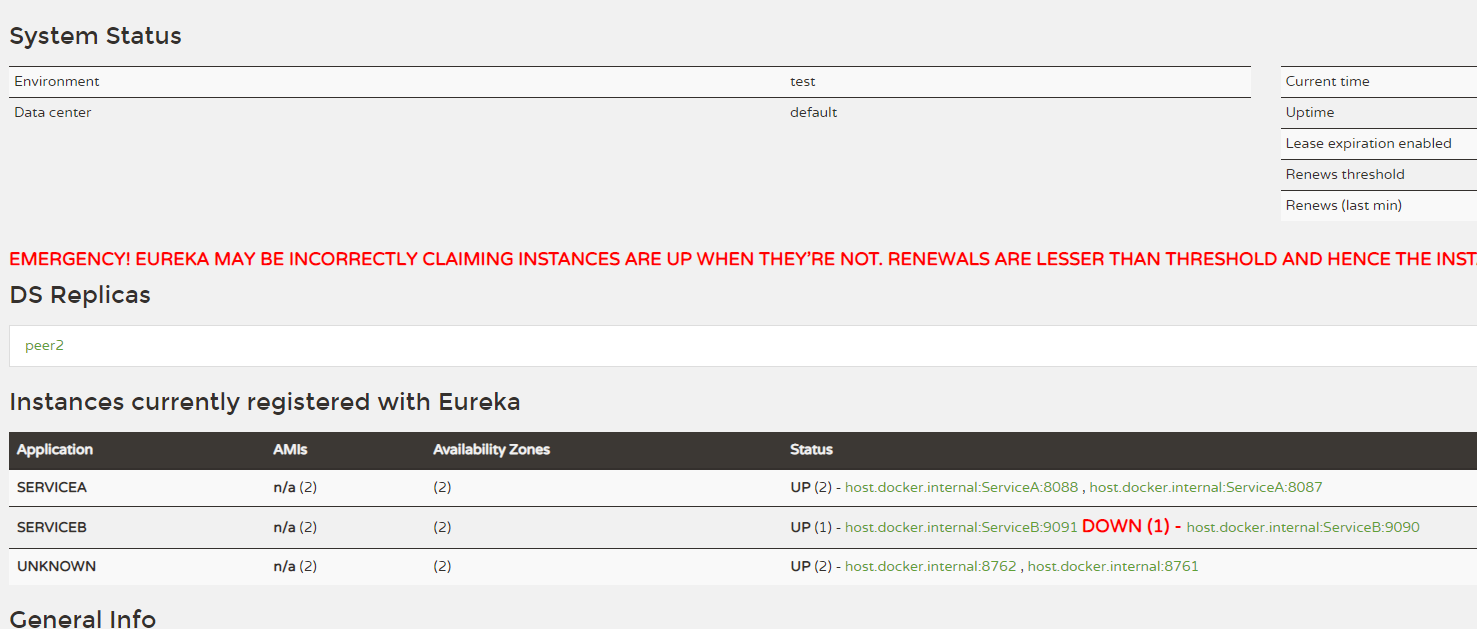 System Status
Environment test Current time
Data center default Uptime
Lease expiration enabled
Renews threshold
Renews (last min)
EMERGENCY! EUREKA MAY BE INCORRECTLY CLAIMING INSTANCES ARE UP WHEN THEY'RE NOT. RENEWALS ARE LESSER THAN THRESHOLD AND HENCE THE INST
DS Replicas
peer2
Instances currently registered with Eureka
Application AMIs Availability Zones Status
SERVICEA n/a (2) (2) UP (2) - host.docker.internal:ServiceA:8088 , host.docker.internal:ServiceA:8087
SERVICEB n/a (2) (2) UP (1) - host.docker.internal:ServiceB:9091 DOWN (1) - host.docker.internal:ServiceB:9090
UNKNOWN n/a (2) (2) UP (2) - host.docker.internal:8762 , host.docker.internal:8761
General Info